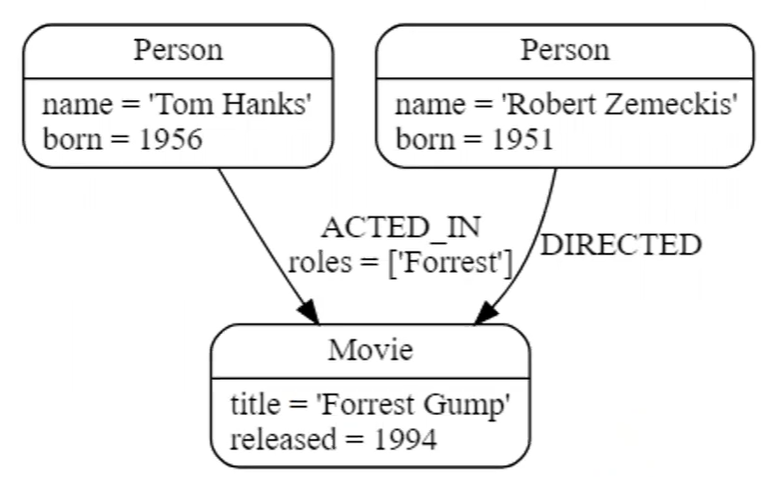 Person
name = 'Tom Hanks'
born = 1956
Person
name = 'Robert Zemeckis'
born = 1951
ACTED_IN
roles = ['Forrest']
DIRECTED
Movie
title = 'Forrest Gump'
released = 1994